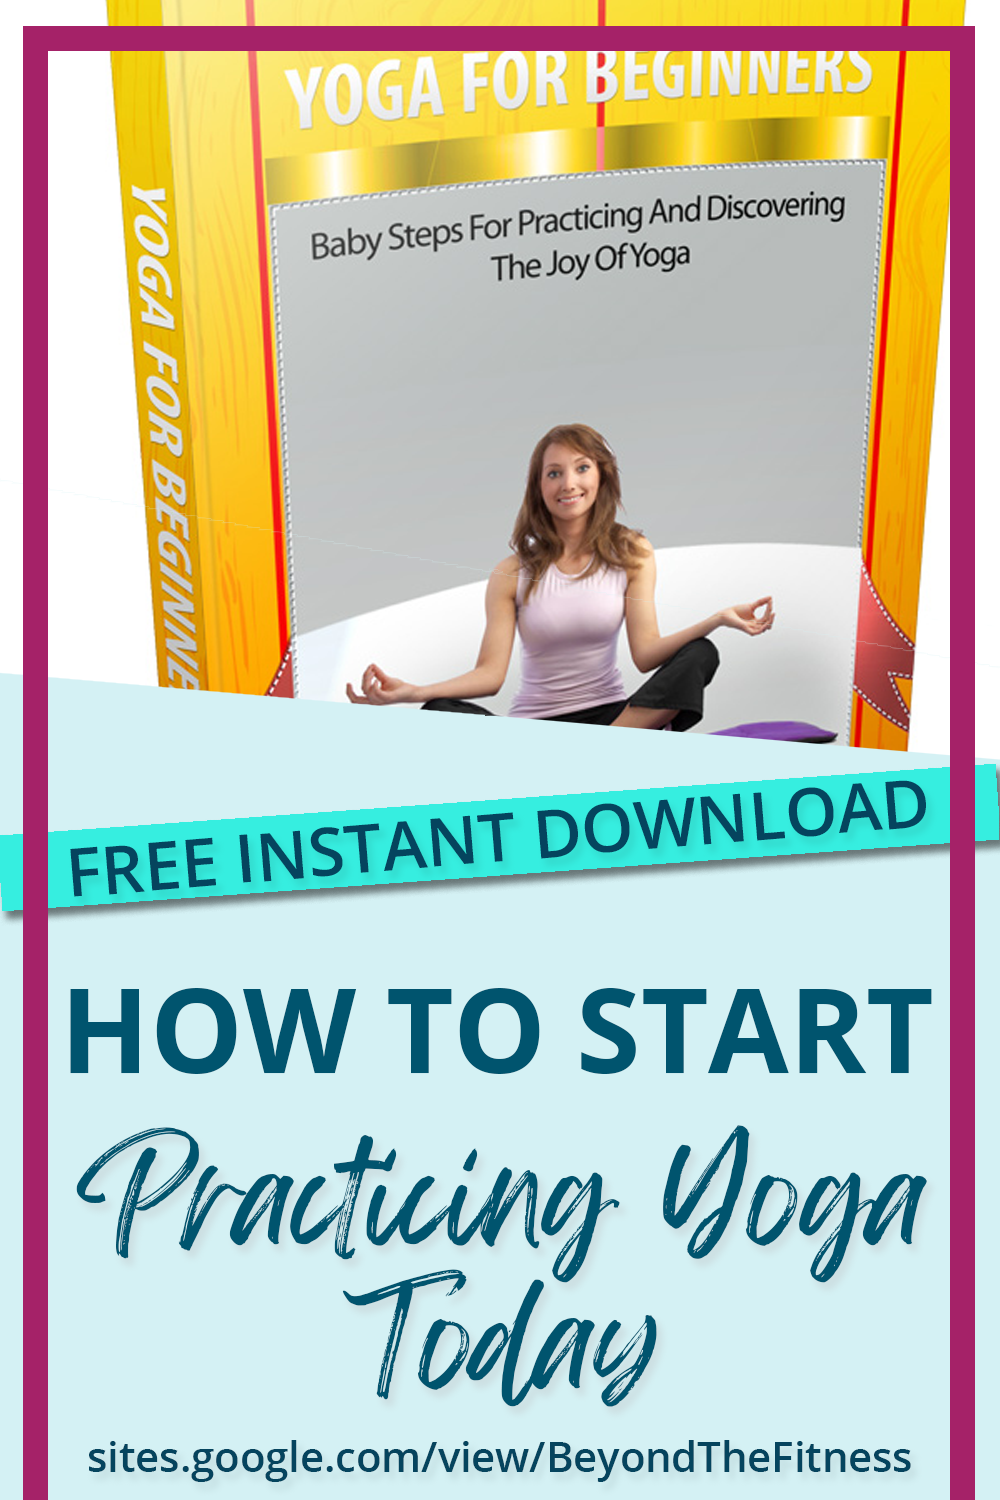 YOGA FOR BEGINNERS
Baby Steps For Practicing And Discovering
The Joy Of Yoga
YOGA FOR BEGINNE
FREE INSTANT DOWNLOAD
HOW TO START
Practicing Yoga
Today
sites.google.com/view/BeyondTheFitness